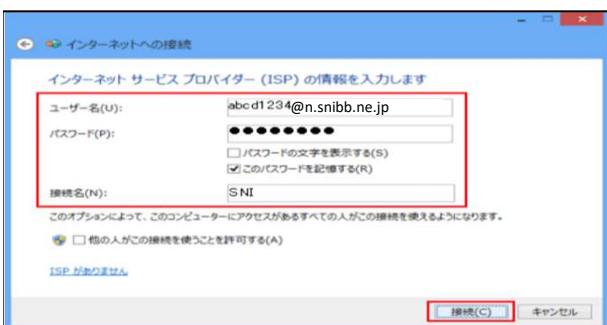 インターネットへの接続
インターネット サービス プロバイダー (ISP) の情報を入力します
ユーザー名(U): abcd1234@n.snibb.ne.jp
パスワード(P): ●●●●●●●●
パスワードの文字を表示する(S)
このパスワードを記憶する(R)
接続名(N): SNI
このオプションによって、このコンピューターにアクセスがあるすべての人がこの接続を使えるようになります。
他の人がこの接続を使うことを許可する(A)
ISP がありません
接続(C) キャンセル